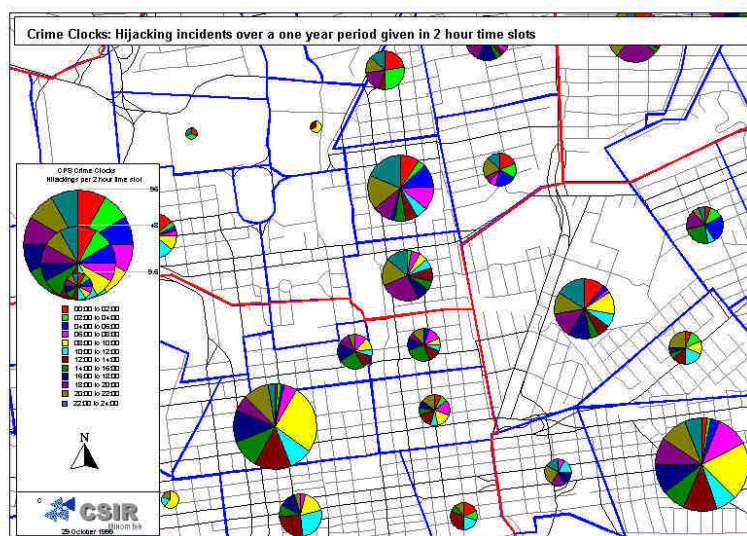 Crime Clocks: Hijacking incidents over a one year period given in 2 hour time slots
CPS Crime Clocks
Hijackings per 2 hour time slot
96
48
9.6
00:00 to 02:00
02:00 to 04:00
04:00 to 06:00
06:00 to 08:00
08:00 to 10:00
10:00 to 12:00
12:00 to 14:00
14:00 to 16:00
16:00 to 18:00
18:00 to 20:00
20:00 to 22:00
22:00 to 24:00
N
CSIR
29 October